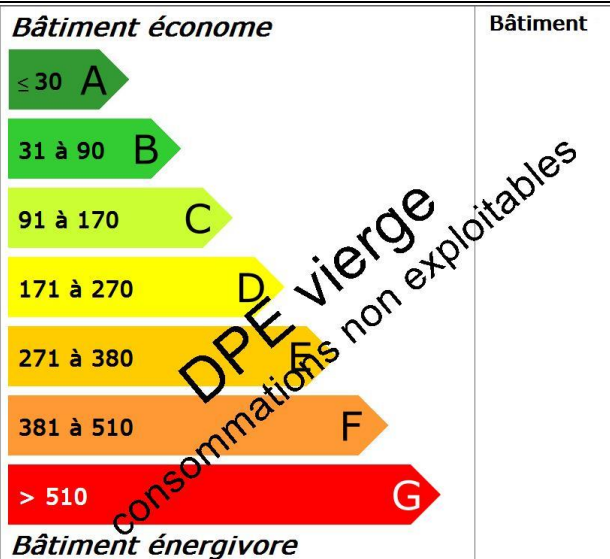 Bâtiment économe
Bâtiment
≤ 30 A
31 à 90 B
91 à 170 C
171 à 270 D
271 à 380 E
381 à 510 F
> 510 G
Bâtiment énergivore
DPE vierge
consommations non exploitables